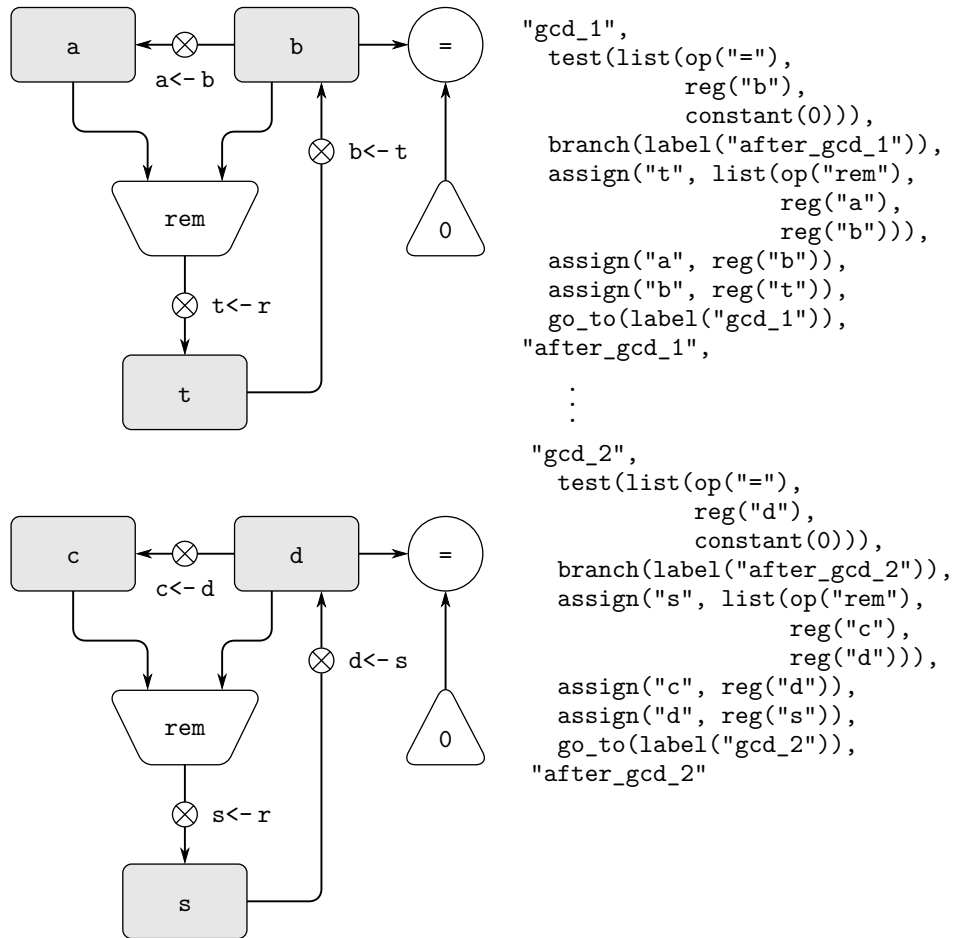 a
b
=
a<-b
b<-t
rem
0
t<-r
t
c
d
=
c<-d
d<-s
rem
0
s<-r
s
"gcd_1",
  test(list(op("="),
            reg("b"),
            constant(0))),
  branch(label("after_gcd_1")),
  assign("t", list(op("rem"),
                   reg("a"),
                   reg("b"))),
  assign("a", reg("b")),
  assign("b", reg("t")),
  go_to(label("gcd_1")),
"after_gcd_1",
⋮
"gcd_2",
  test(list(op("="),
            reg("d"),
            constant(0))),
  branch(label("after_gcd_2")),
  assign("s", list(op("rem"),
                   reg("c"),
                   reg("d"))),
  assign("c", reg("d")),
  assign("d", reg("s")),
  go_to(label("gcd_2")),
"after_gcd_2"